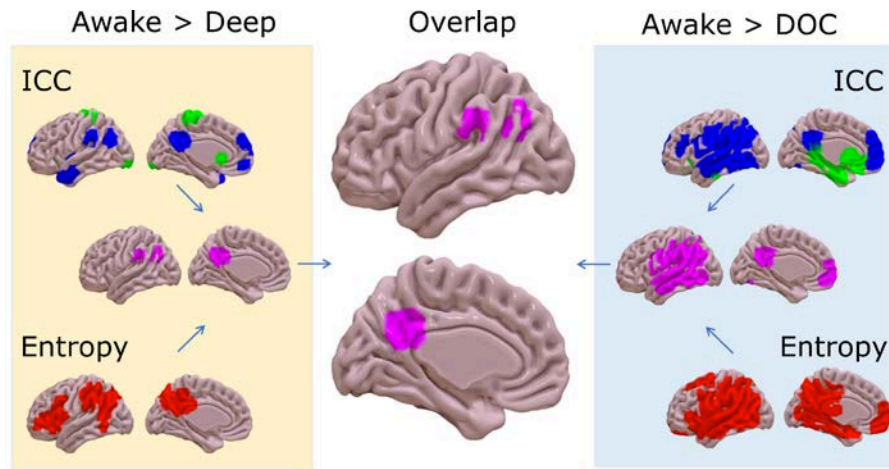 Awake > Deep
Overlap
Awake > DOC
ICC
ICC
Entropy
Entropy